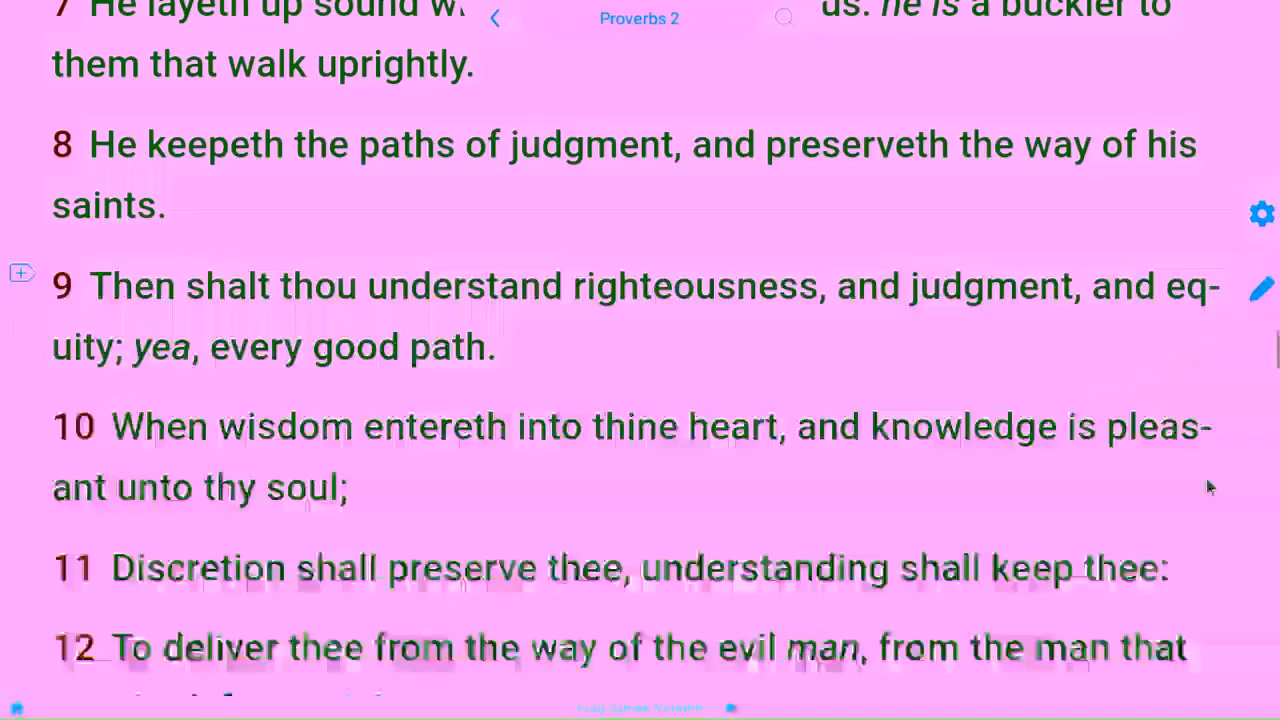 7 He layeth up sound us: he is a buckler to
Proverbs 2
them that walk uprightly.
8 He keepeth the paths of judgment, and preserveth the way of his
saints.
9 Then shalt thou understand righteousness, and judgment, and eq-
uity; yea, every good path.
10 When wisdom entereth into thine heart, and knowledge is pleas-
ant unto thy soul;
11 Discretion shall preserve thee, understanding shall keep thee:
12 To deliver thee from the way of the evil man, from the man that
King James Version